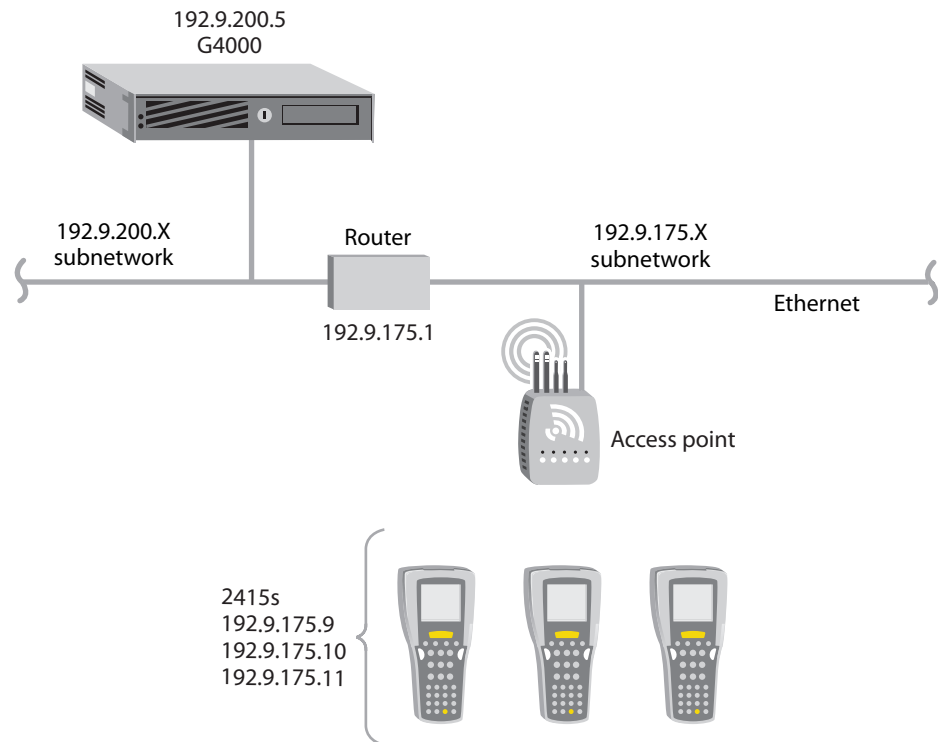 192.9.200.5
G4000
192.9.200.X
subnetwork
Router
192.9.175.X
subnetwork
Ethernet
192.9.175.1
Access point
2415s
192.9.175.9
192.9.175.10
192.9.175.11